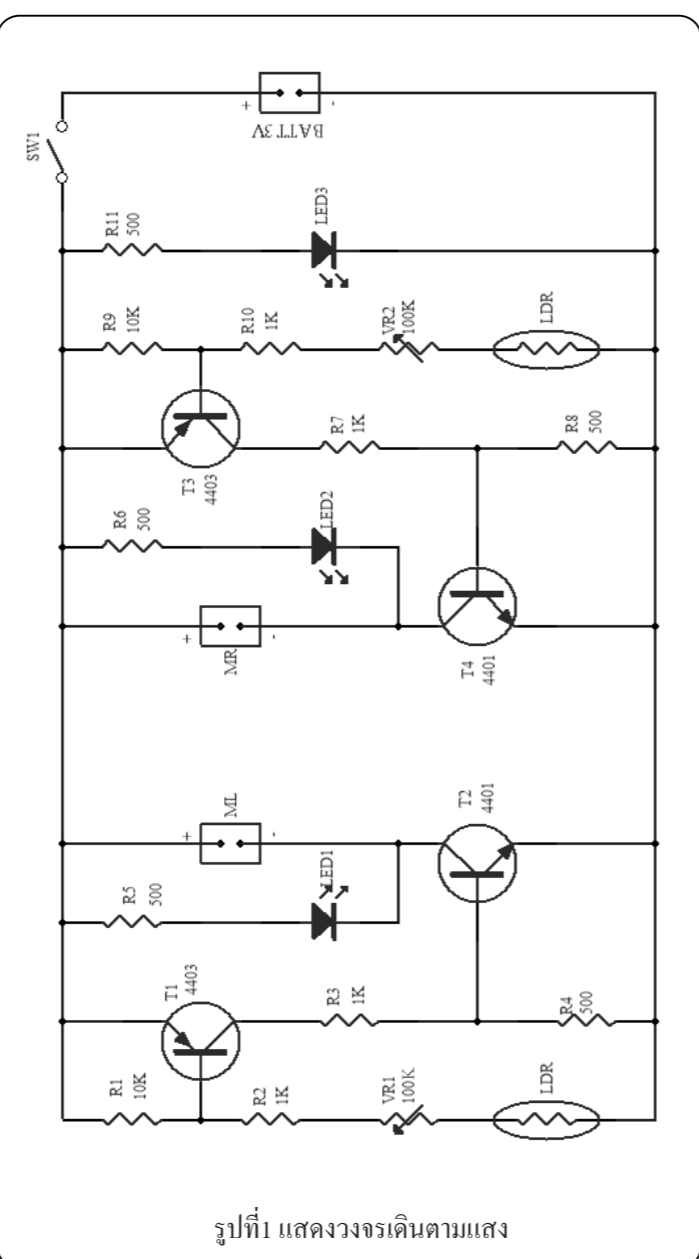 BATT 3V
+
-
SW1
R11
500
LED3
R9
10K
R10
1K
VR2
100K
LDR
T3
4403
R7
1K
R8
500
R6
500
LED2
+
-
MR
T4
4401
+
-
ML
T2
4401
R5
500
LED1
T1
4403
R3
1K
R4
500
R1
10K
R2
1K
VR1
100K
LDR
รูปที่1 แสดงวงจรเดินตามแสง